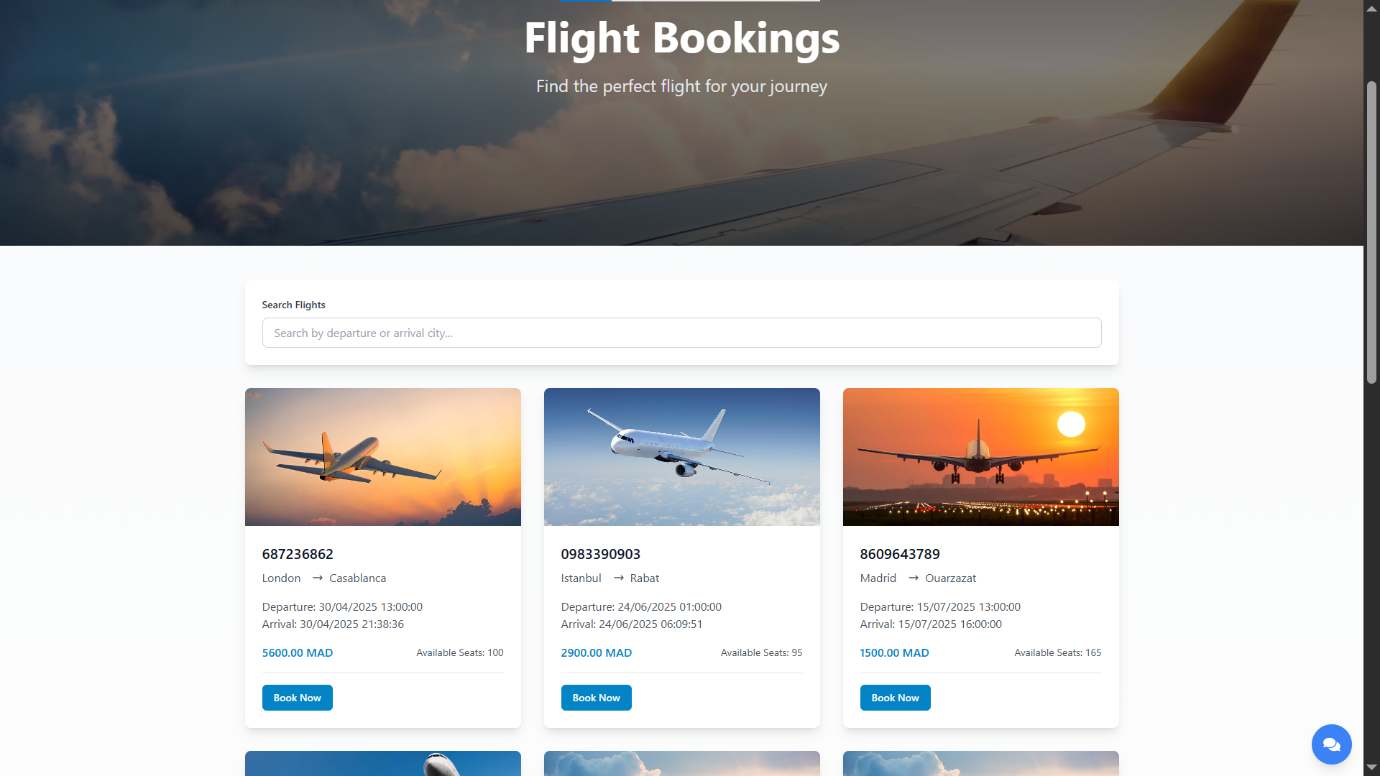 Flight Bookings
Find the perfect flight for your journey
Search Flights
Search by departure or arrival city...
687236862
London → Casablanca
Departure: 30/04/2025 13:00:00
Arrival: 30/04/2025 21:38:36
5600.00 MAD Available Seats: 100
Book Now
0983390903
Istanbul → Rabat
Departure: 24/06/2025 01:00:00
Arrival: 24/06/2025 06:09:51
2900.00 MAD Available Seats: 95
Book Now
8609643789
Madrid → Ouarzazat
Departure: 15/07/2025 13:00:00
Arrival: 15/07/2025 16:00:00
1500.00 MAD Available Seats: 165
Book Now